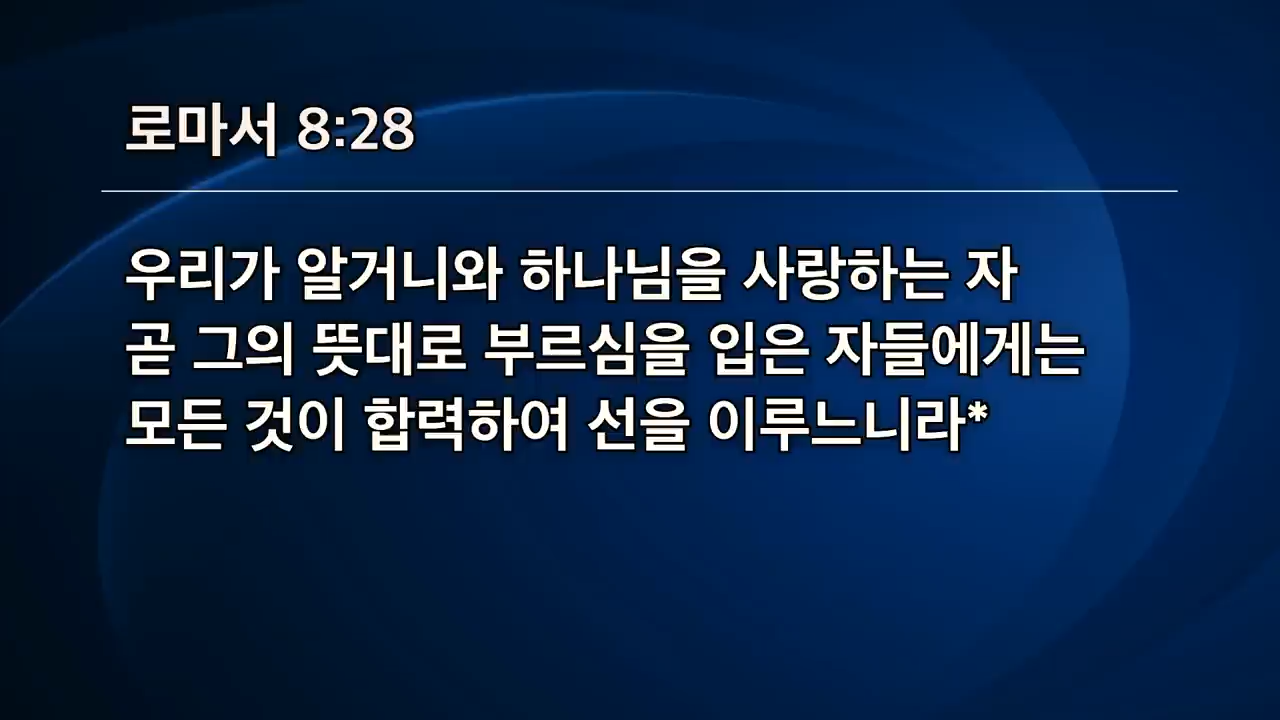 로마서 8:28
우리가 알거니와 하나님을 사랑하는 자
곧 그의 뜻대로 부르심을 입은 자들에게는
모든 것이 합력하여 선을 이루느니라*